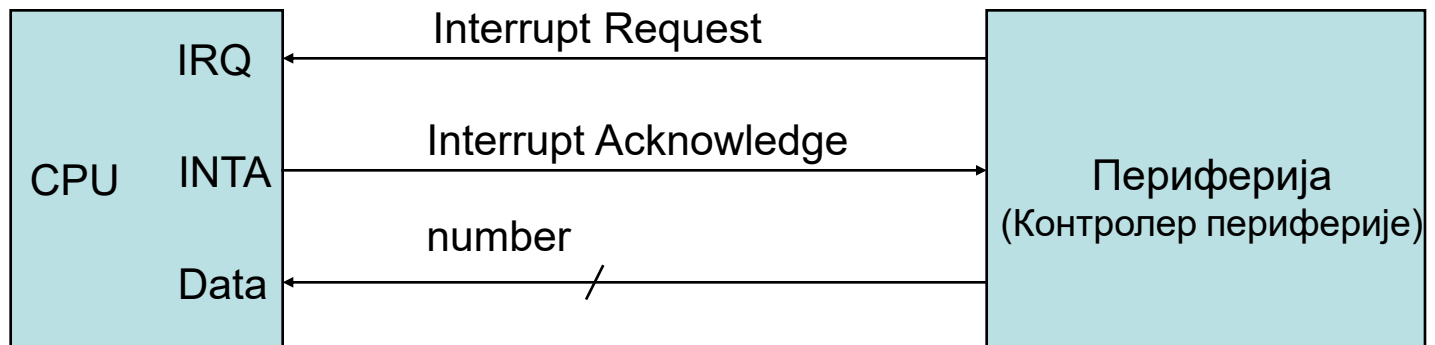 Interrupt Request
IRQ
Interrupt Acknowledge
CPU
INTA
Периферија
(Контролер периферије)
number
Data